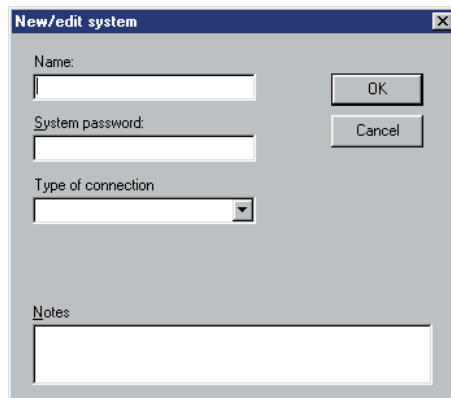 New/edit system
Name:
OK
System password:
Cancel
Type of connection
Notes